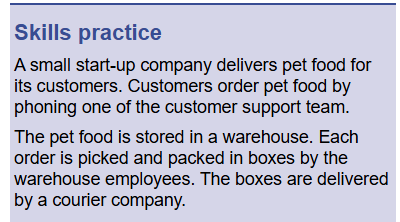 Skills practice
A small start-up company delivers pet food for
its customers. Customers order pet food by
phoning one of the customer support team.
The pet food is stored in a warehouse. Each
order is picked and packed in boxes by the
warehouse employees. The boxes are delivered
by a courier company.